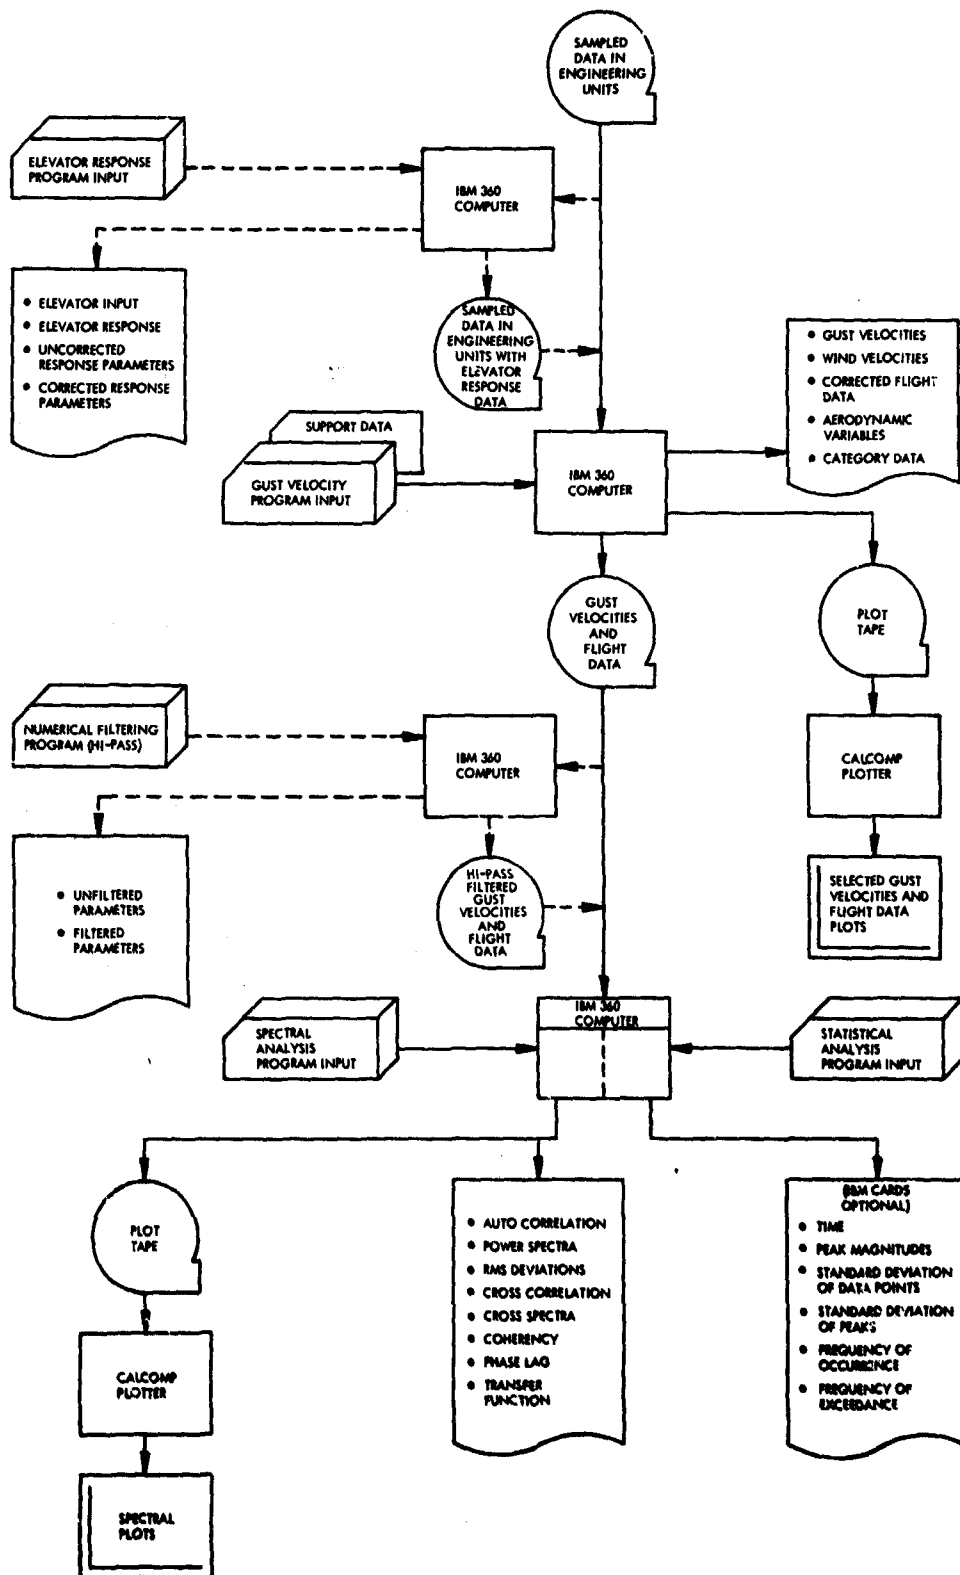 SAMPLED
DATA IN
ENGINEERING
UNITS
ELEVATOR RESPONSE
PROGRAM INPUT
IBM 360
COMPUTER
• ELEVATOR INPUT
• ELEVATOR RESPONSE
• UNCORRECTED
RESPONSE PARAMETERS
• CORRECTED RESPONSE
PARAMETERS
SAMPLED
DATA IN
ENGINEERING
UNITS WITH
ELEVATOR
RESPONSE
DATA
• GUST VELOCITIES
• WIND VELOCITIES
• CORRECTED FLIGHT
DATA
• AERODYNAMIC
VARIABLES
• CATEGORY DATA
SUPPORT DATA
GUST VELOCITY
PROGRAM INPUT
IBM 360
COMPUTER
GUST
VELOCITIES
AND
FLIGHT
DATA
PLOT
TAPE
NUMERICAL FILTERING
PROGRAM (HI-PASS)
IBM 360
COMPUTER
CALCOMP
PLOTTER
• UNFILTERED
PARAMETERS
• FILTERED
PARAMETERS
HI-PASS
FILTERED
GUST
VELOCITIES
AND
FLIGHT
DATA
SELECTED GUST
VELOCITIES AND
FLIGHT DATA
PLOTS
SPECTRAL
ANALYSIS
PROGRAM INPUT
IBM 360
COMPUTER
STATISTICAL
ANALYSIS
PROGRAM INPUT
PLOT
TAPE
• AUTO CORRELATION
• POWER SPECTRA
• RMS DEVIATIONS
• CROSS CORRELATION
• CROSS SPECTRA
• COHERENCY
• PHASE LAG
• TRANSFER
FUNCTION
(IBM CARDS
OPTIONAL)
• TIME
• PEAK MAGNITUDES
• STANDARD DEVIATION
OF DATA POINTS
• STANDARD DEVIATION
OF PEAKS
• FREQUENCY OF
OCCURRENCE
• FREQUENCY OF
EXCEEDANCE
CALCOMP
PLOTTER
SPECTRAL
PLOTS